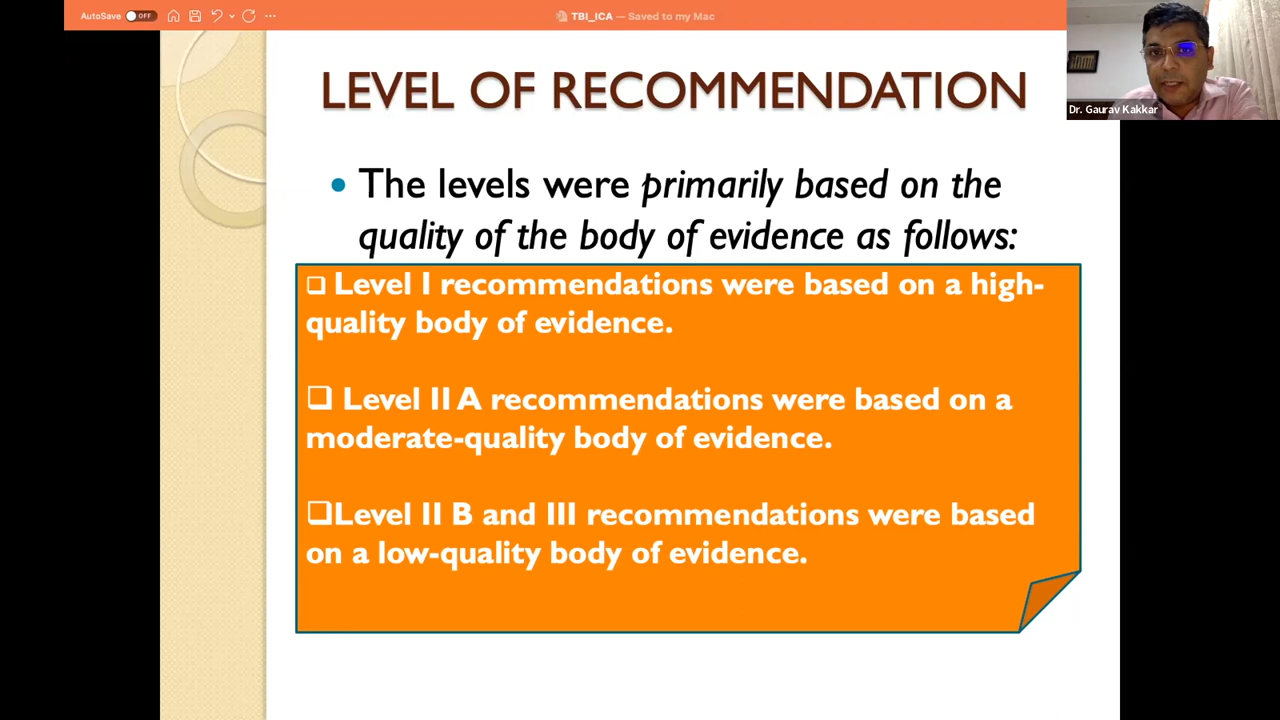 AutoSave OFF
TBI_ICA — Saved to my Mac
Dr. Gaurav Kakkar
LEVEL OF RECOMMENDATION
• The levels were primarily based on the
quality of the body of evidence as follows:
❑ Level I recommendations were based on a high-
quality body of evidence.
❑ Level II A recommendations were based on a
moderate-quality body of evidence.
❑Level II B and III recommendations were based
on a low-quality body of evidence.